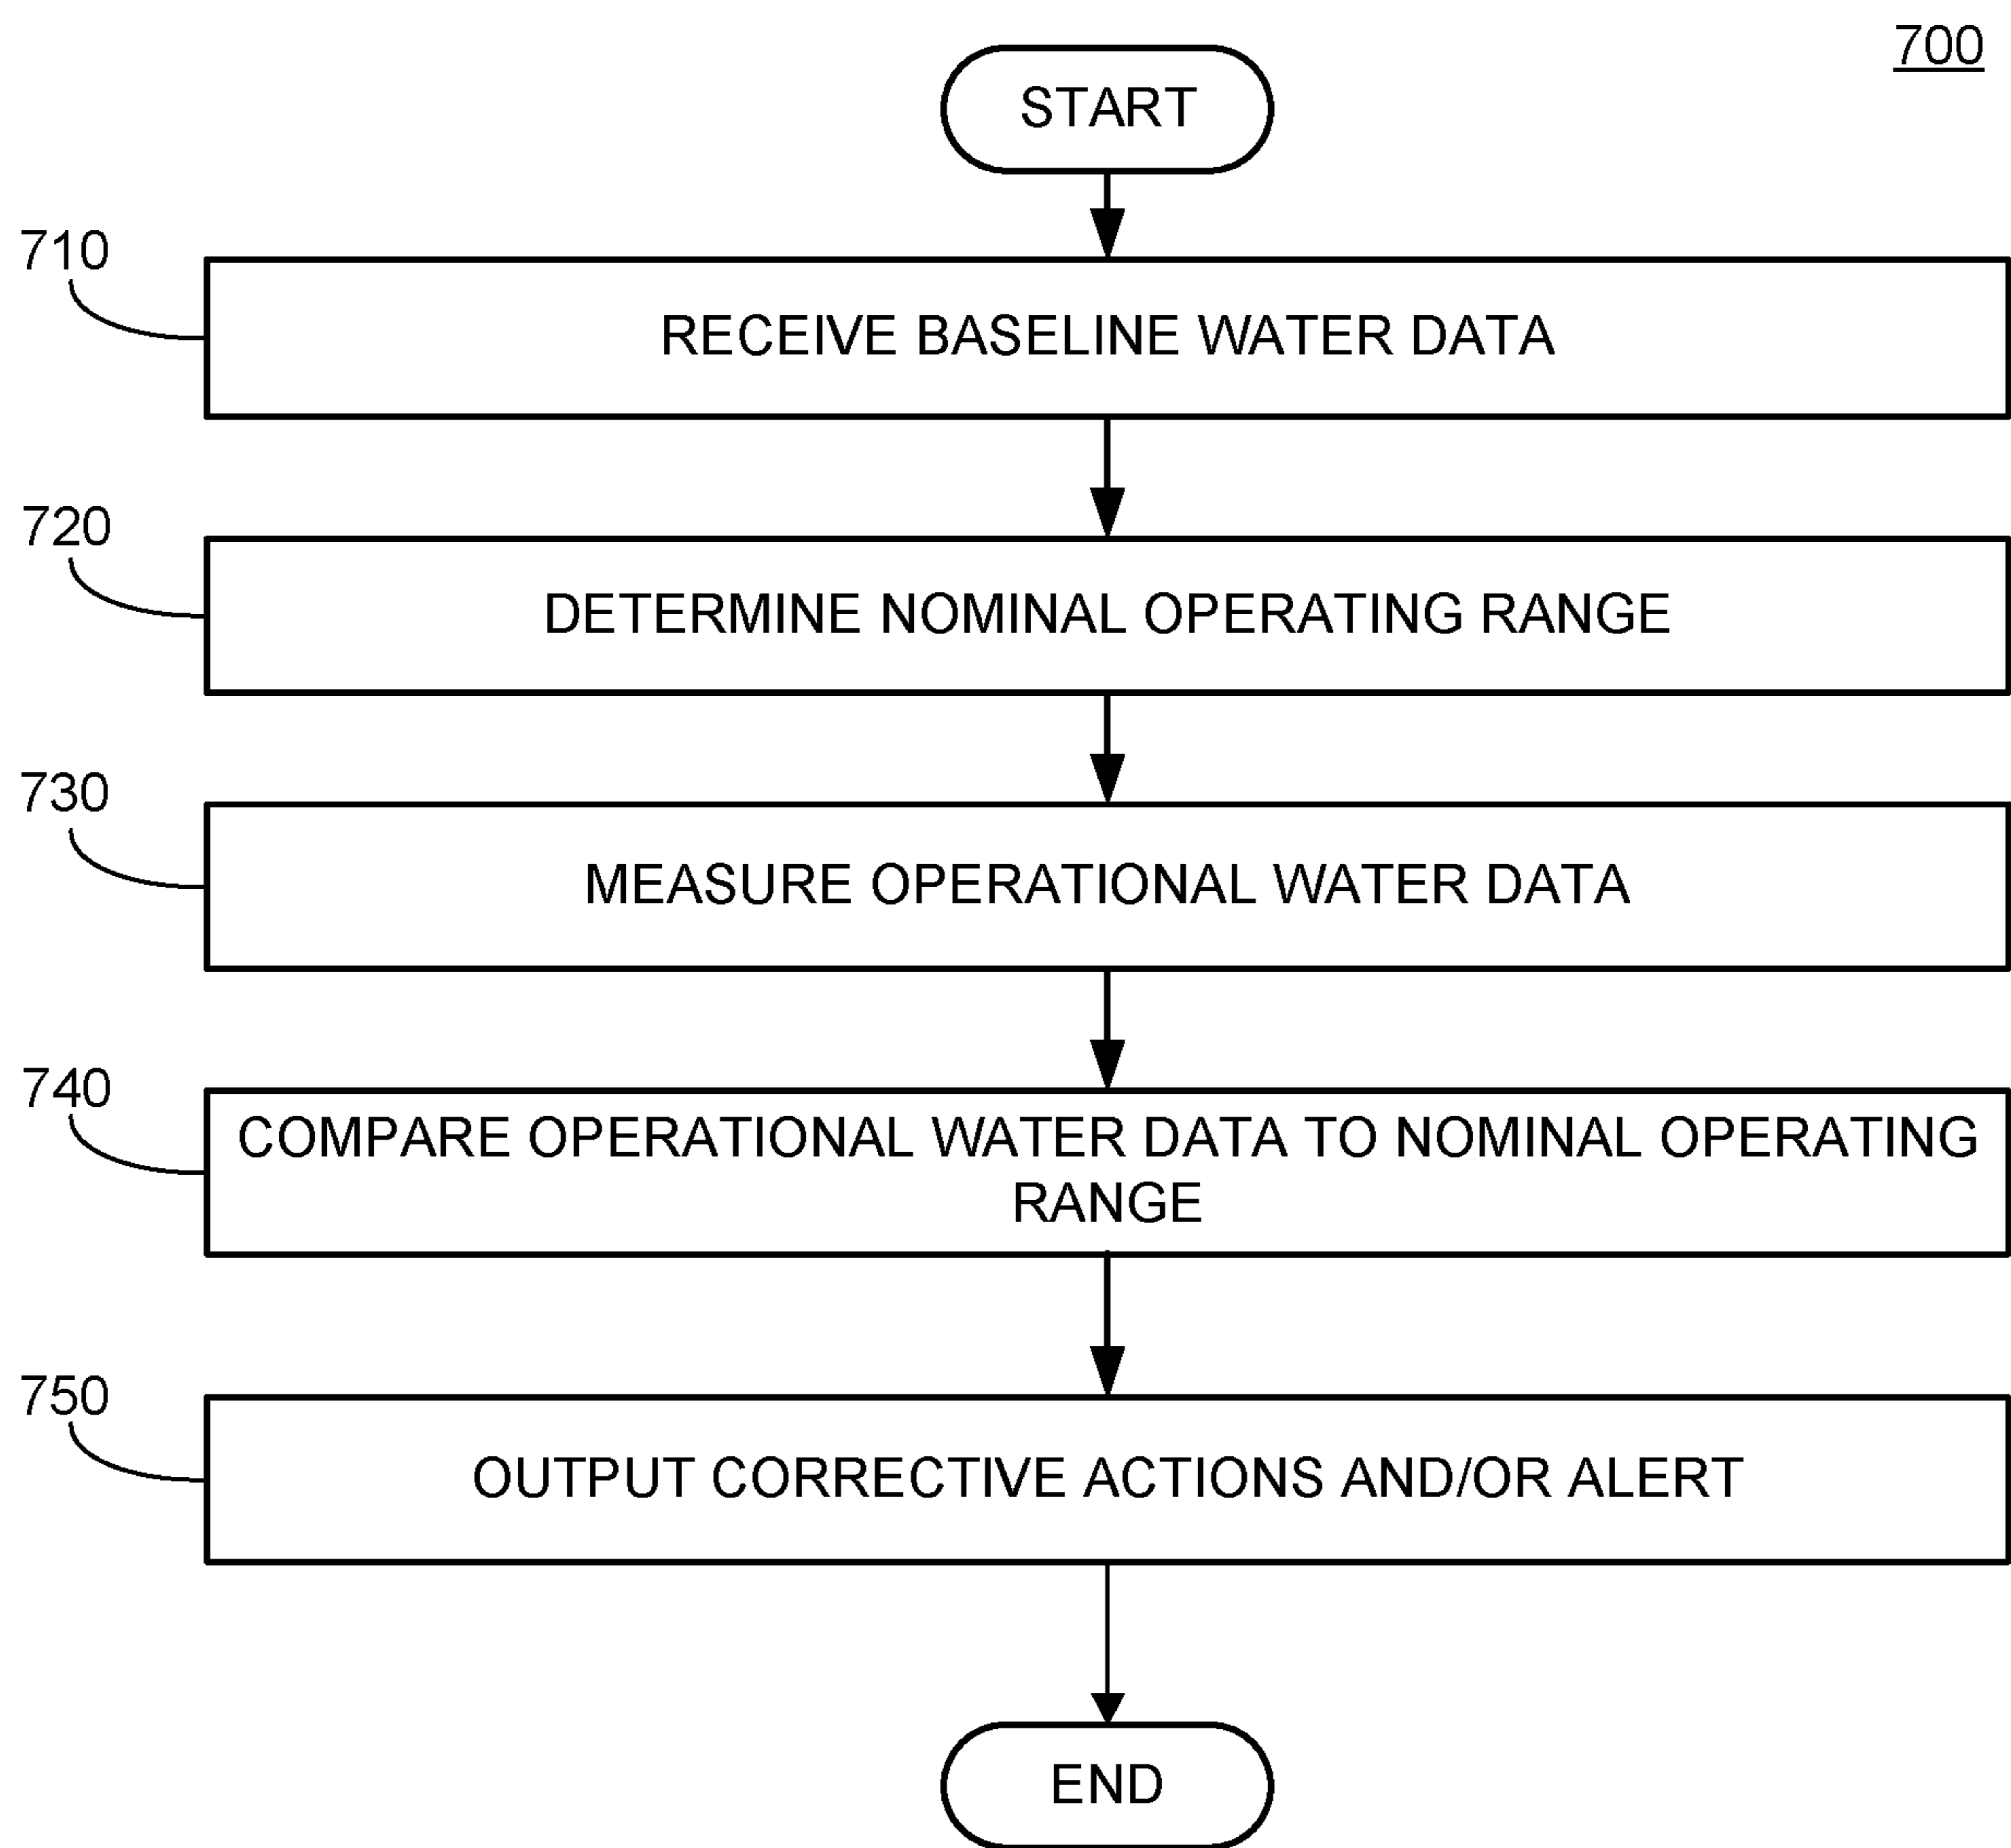 700
START
710
RECEIVE BASELINE WATER DATA
720
DETERMINE NOMINAL OPERATING RANGE
730
MEASURE OPERATIONAL WATER DATA
740
COMPARE OPERATIONAL WATER DATA TO NOMINAL OPERATING
RANGE
750
OUTPUT CORRECTIVE ACTIONS AND/OR ALERT
END